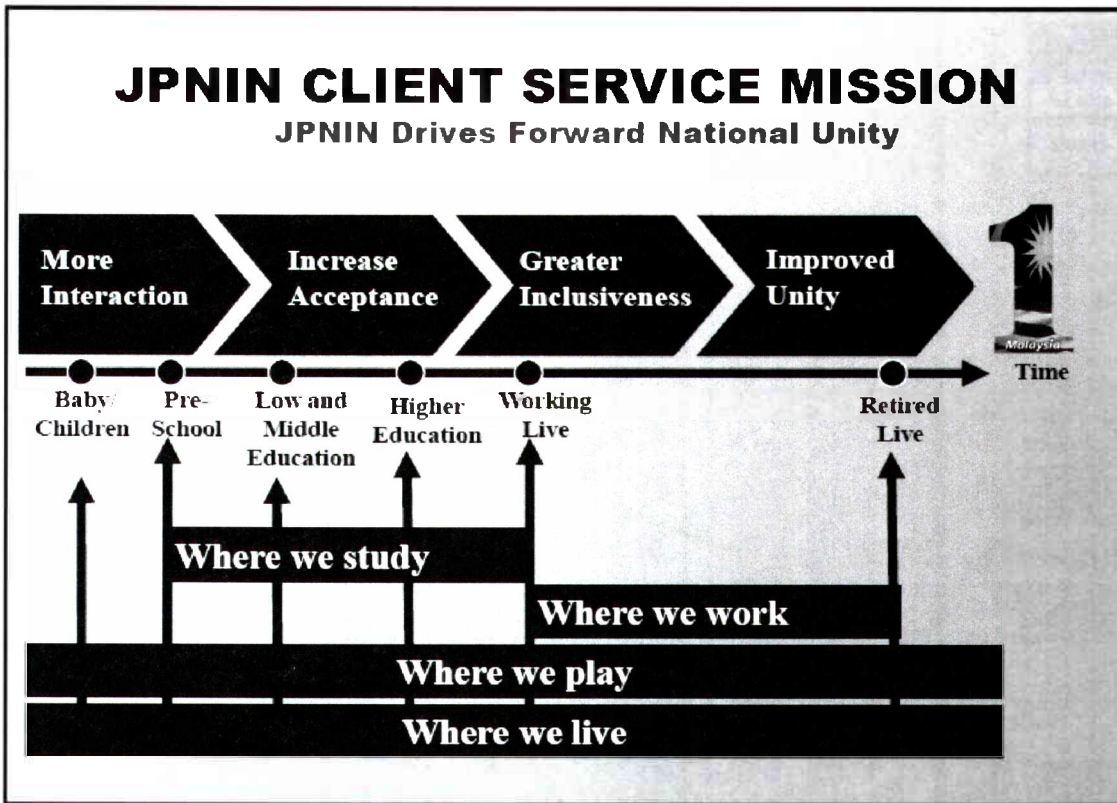 JPNIN CLIENT SERVICE MISSION
JPNIN Drives Forward National Unity
More
Interaction
Increase
Acceptance
Greater
Inclusiveness
Improved
Unity
1
Malaysia
Time
Baby
Children
Pre-
School
Low and
Middle
Education
Higher
Education
Working
Live
Retired
Live
Where we study
Where we work
Where we play
Where we live